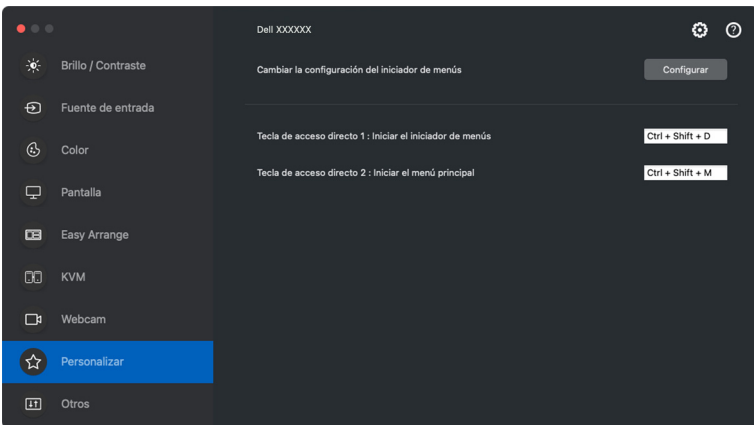 Dell XXXXXX
Brillo / Contraste
Cambiar la configuración del iniciador de menús
Configurar
Fuente de entrada
Tecla de acceso directo 1 : Iniciar el iniciador de menús
Ctrl + Shift + D
Color
Tecla de acceso directo 2 : Iniciar el menú principal
Ctrl + Shift + M
Pantalla
Easy Arrange
KVM
Webcam
Personalizar
Otros